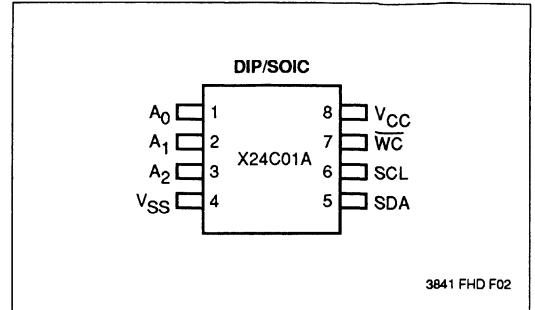 DIP/SOIC
A0 1 8 VCC
A1 2 7 W̅C̅
X24C01A
A2 3 6 SCL
VSS 4 5 SDA
3841 FHD F02